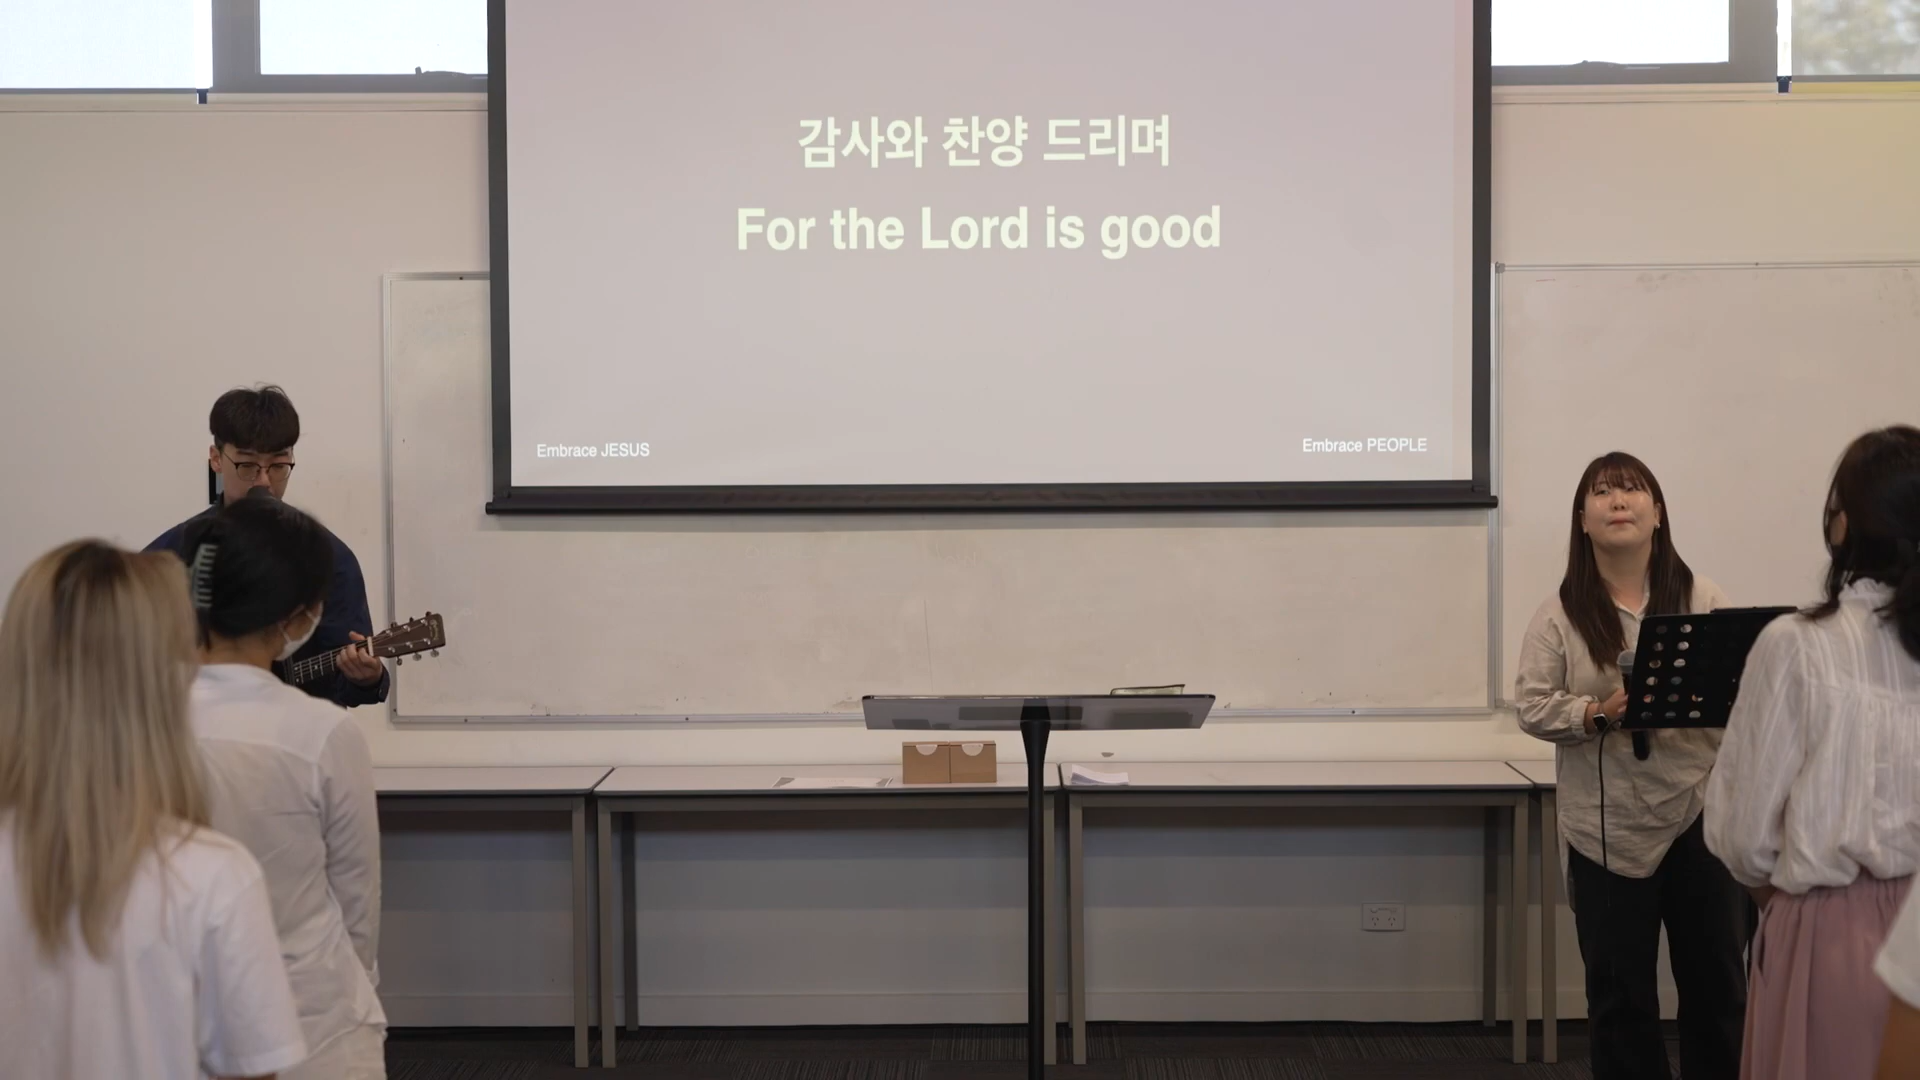 감사와 찬양 드리며
For the Lord is good
Embrace JESUS
Embrace PEOPLE